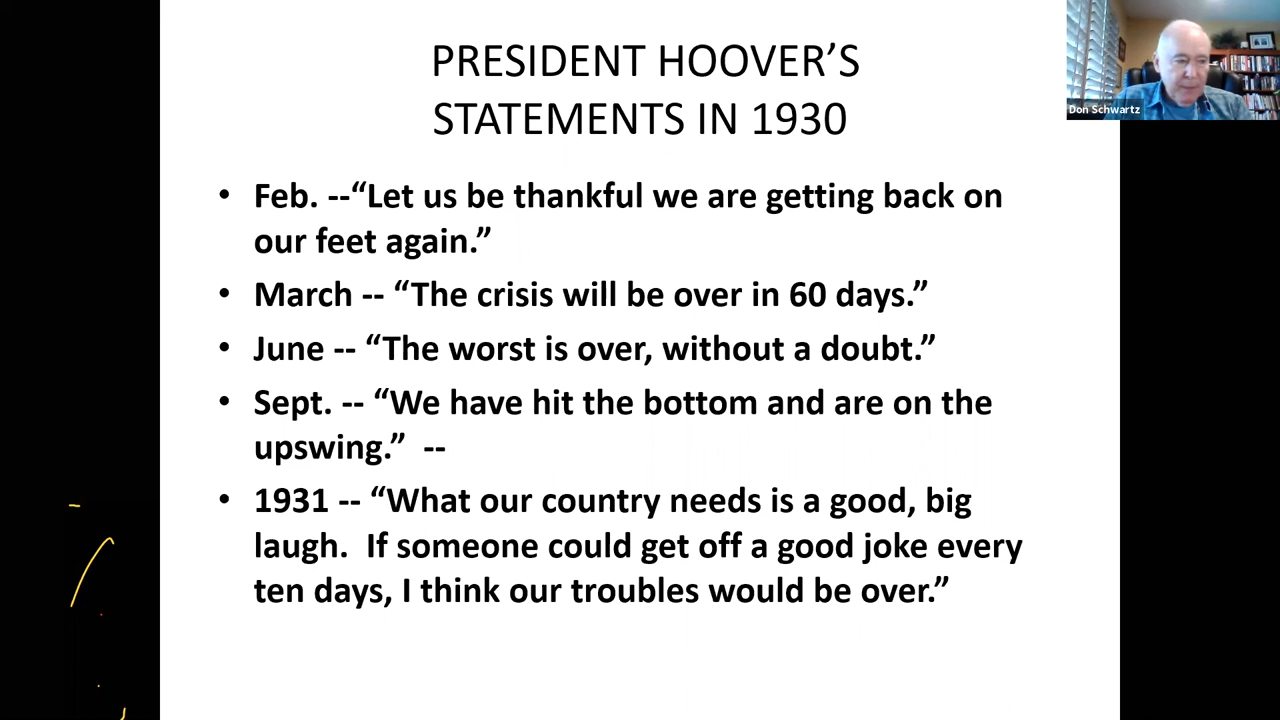 PRESIDENT HOOVER’S
STATEMENTS IN 1930
Don Schwartz
• Feb. --“Let us be thankful we are getting back on
our feet again.”
• March -- “The crisis will be over in 60 days.”
• June -- “The worst is over, without a doubt.”
• Sept. -- “We have hit the bottom and are on the
upswing.”  --
• 1931 -- “What our country needs is a good, big
laugh.  If someone could get off a good joke every
ten days, I think our troubles would be over.”